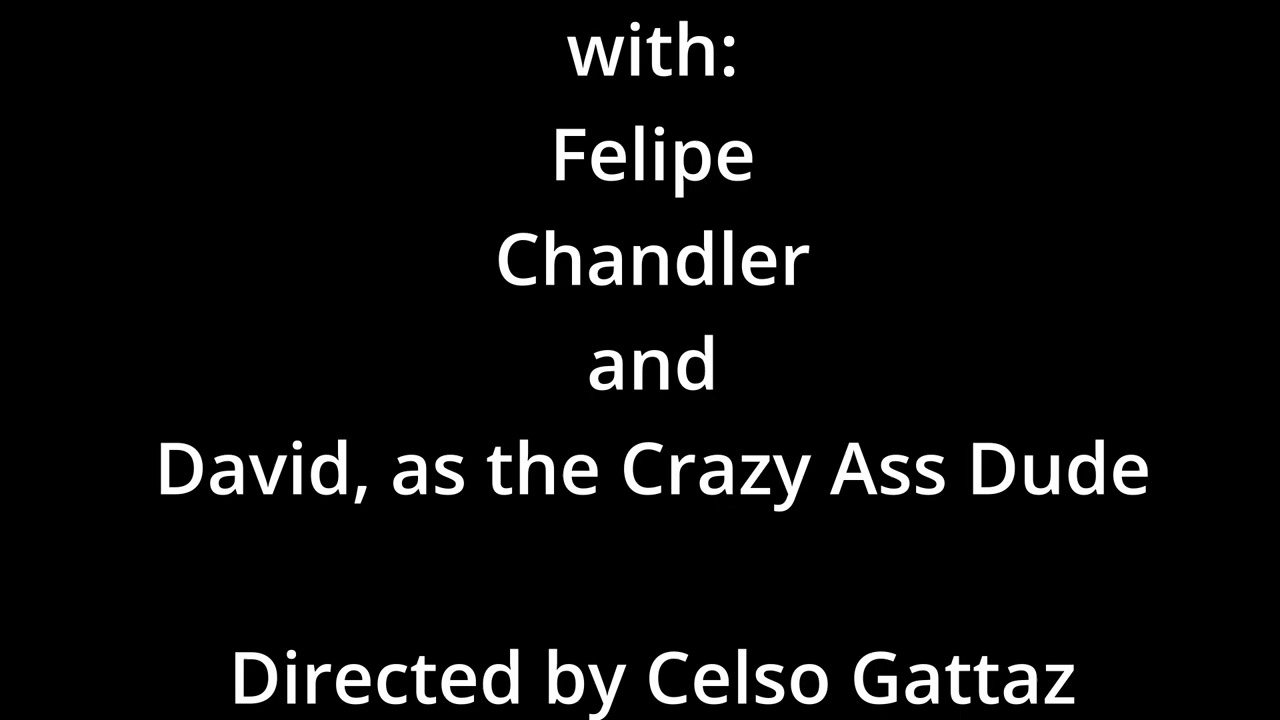 with:
Felipe
Chandler
and
David, as the Crazy Ass Dude
Directed by Celso Gattaz